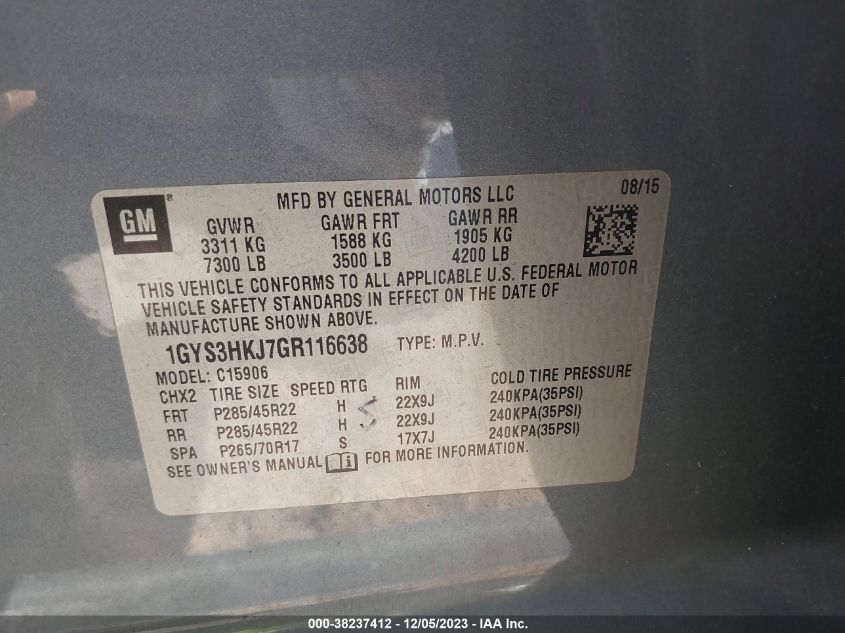 GM ®
MFD BY GENERAL MOTORS LLC
08/15
GVWR GAWR FRT GAWR RR
3311 KG 1588 KG 1905 KG
7300 LB 3500 LB 4200 LB
THIS VEHICLE CONFORMS TO ALL APPLICABLE U.S. FEDERAL MOTOR
VEHICLE SAFETY STANDARDS IN EFFECT ON THE DATE OF
MANUFACTURE SHOWN ABOVE.
1GYS3HKJ7GR116638 TYPE: M.P.V.
MODEL: C15906
CHX2 TIRE SIZE SPEED RTG RIM COLD TIRE PRESSURE
FRT P285/45R22 H 22X9J 240KPA(35PSI)
RR P285/45R22 H 22X9J 240KPA(35PSI)
SPA P265/70R17 S 17X7J 240KPA(35PSI)
SEE OWNER'S MANUAL FOR MORE INFORMATION.
000-38237412 - 12/05/2023 - IAA Inc.